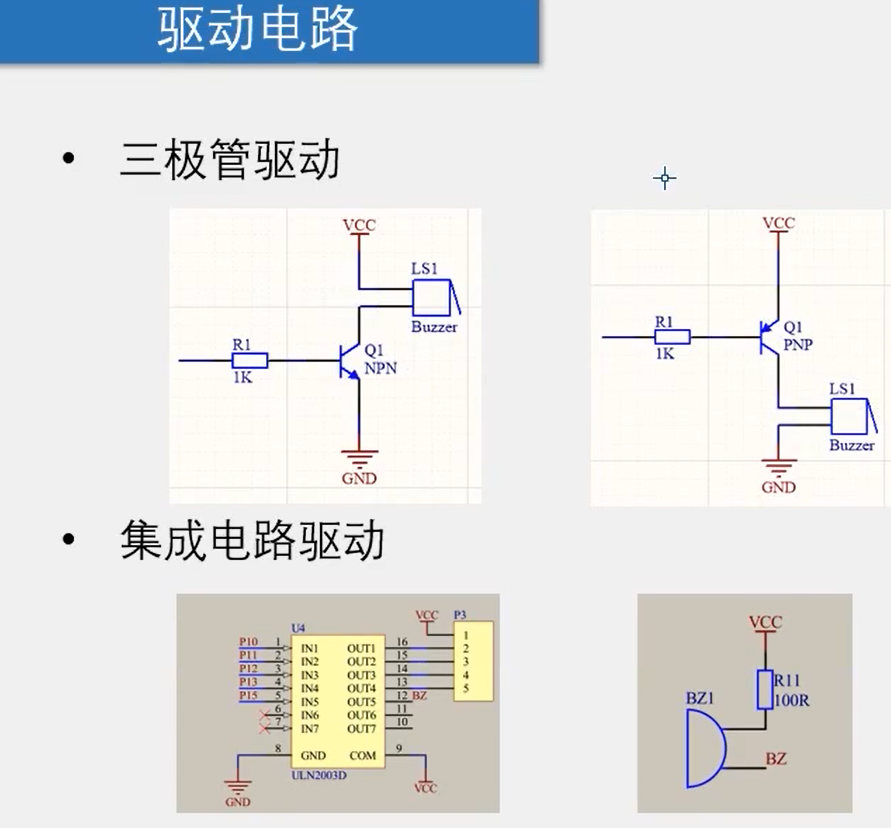 驱动电路
• 三极管驱动
VCC
LS1
Buzzer
R1
1K
Q1
NPN
GND
VCC
R1
1K
Q1
PNP
LS1
Buzzer
GND
• 集成电路驱动
U4
P10 1 IN1 OUT1 16
P11 2 IN2 OUT2 15
P12 3 IN3 OUT3 14
P13 4 IN4 OUT4 13
P15 5 IN5 OUT5 12 BZ
6 IN6 OUT6 11
7 IN7 OUT7 10
8 GND COM 9
ULN2003D
GND
VCC
VCC
P3
1
2
3
4
5
VCC
R11
100R
BZ1
BZ